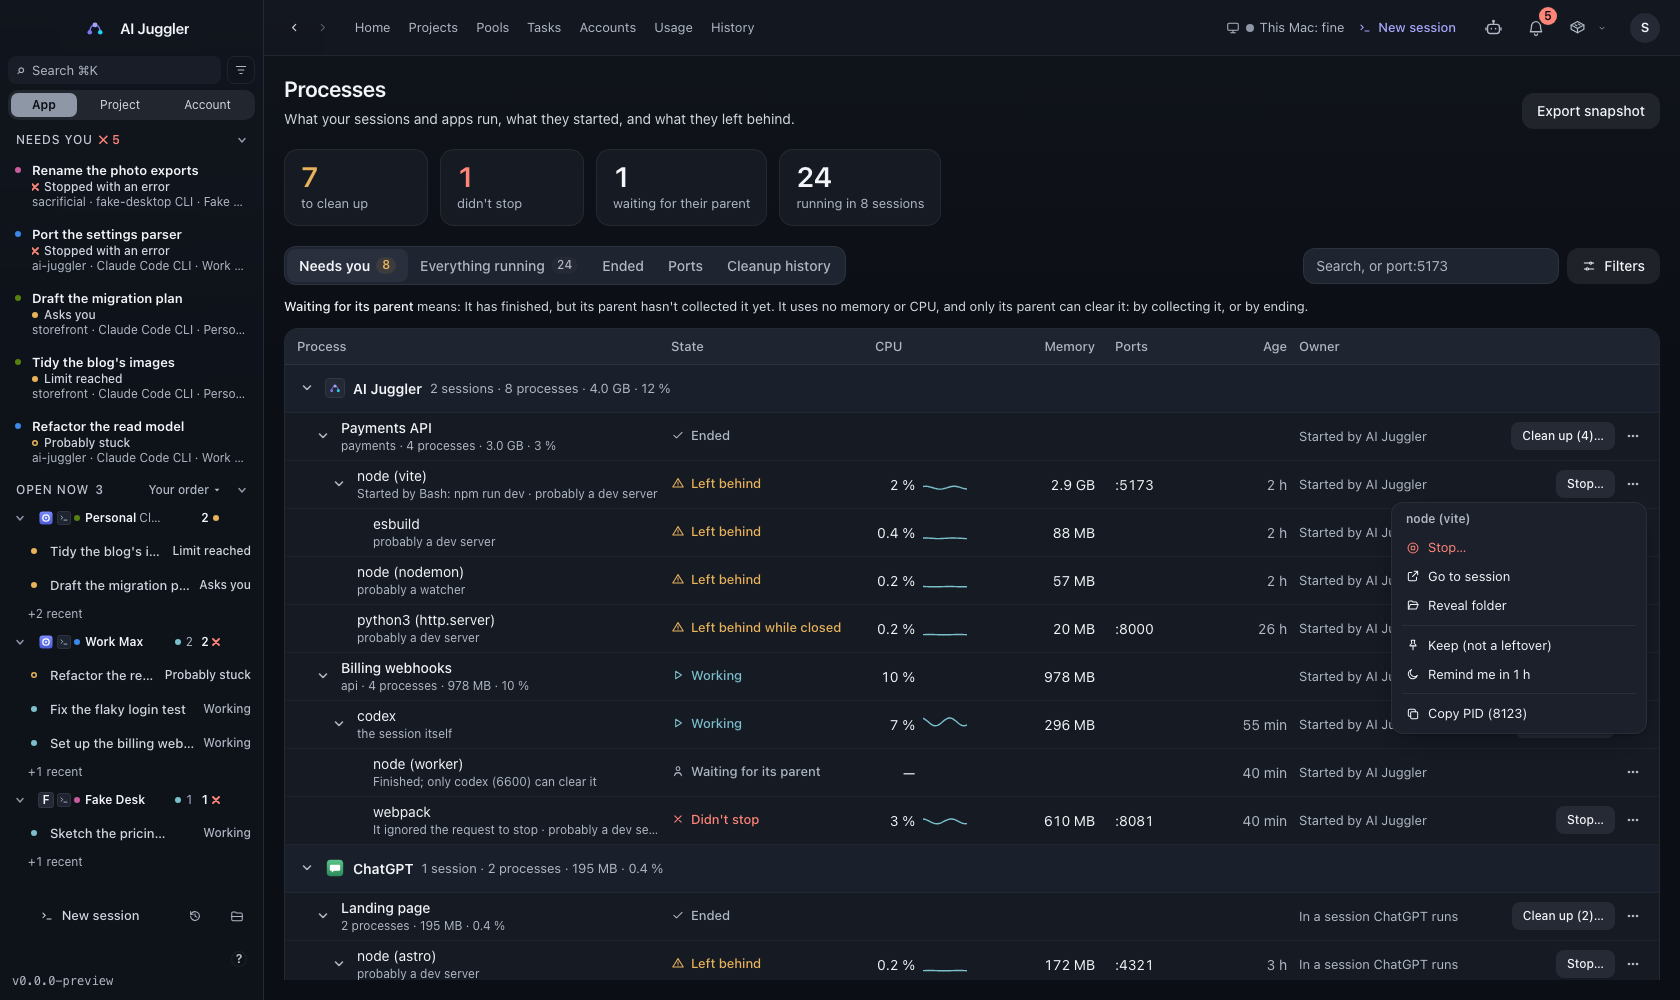 AI Juggler
Search ⌘K
App Project Account
NEEDS YOU 5
Rename the photo exports
Stopped with an error
sacrificial · fake-desktop CLI · Fake ...
Port the settings parser
Stopped with an error
ai-juggler · Claude Code CLI · Work ...
Draft the migration plan
Asks you
storefront · Claude Code CLI · Perso...
Tidy the blog's images
Limit reached
storefront · Claude Code CLI · Perso...
Refactor the read model
Probably stuck
ai-juggler · Claude Code CLI · Work ...
OPEN NOW 3 Your order
Personal Cl... 2
Tidy the blog's i... Limit reached
Draft the migration p... Asks you
+2 recent
Work Max 2 2
Refactor the re... Probably stuck
Fix the flaky login test Working
Set up the billing web... Working
+1 recent
F Fake Desk 1 1
Sketch the pricin... Working
+1 recent
New session
?
v0.0.0-preview
Home Projects Pools Tasks Accounts Usage History
This Mac: fine New session 5 S
Processes
What your sessions and apps run, what they started, and what they left behind.
Export snapshot
7 to clean up
1 didn't stop
1 waiting for their parent
24 running in 8 sessions
Needs you 8 Everything running 24 Ended Ports Cleanup history
Search, or port:5173 Filters
Waiting for its parent means: It has finished, but its parent hasn't collected it yet. It uses no memory or CPU, and only its parent can clear it: by collecting it, or by ending.
Process State CPU Memory Ports Age Owner
AI Juggler 2 sessions · 8 processes · 4.0 GB · 12 %
Payments API Ended Started by AI Juggler Clean up (4)...
payments · 4 processes · 3.0 GB · 3 %
node (vite) Left behind 2 % 2.9 GB :5173 2 h Started by AI Juggler Stop...
Started by Bash: npm run dev · probably a dev server
esbuild Left behind 0.4 % 88 MB 2 h Started by AI Ju
probably a dev server
node (nodemon) Left behind 0.2 % 57 MB 2 h Started by AI Ju
probably a watcher
python3 (http.server) Left behind while closed 0.2 % 20 MB :8000 26 h Started by AI Ju
probably a dev server
Billing webhooks Working 10 % 978 MB Started by AI Ju
api · 4 processes · 978 MB · 10 %
codex Working 7 % 296 MB 55 min Started by AI Ju
the session itself
node (worker) Waiting for its parent — 40 min Started by AI Juggler
Finished; only codex (6600) can clear it
webpack Didn't stop 3 % 610 MB :8081 40 min Started by AI Juggler Stop...
It ignored the request to stop · probably a dev se...
ChatGPT 1 session · 2 processes · 195 MB · 0.4 %
Landing page Ended In a session ChatGPT runs Clean up (2)...
2 processes · 195 MB · 0.4 %
node (astro) Left behind 0.2 % 172 MB :4321 3 h In a session ChatGPT runs Stop...
probably a dev server
node (vite)
Stop...
Go to session
Reveal folder
Keep (not a leftover)
Remind me in 1 h
Copy PID (8123)